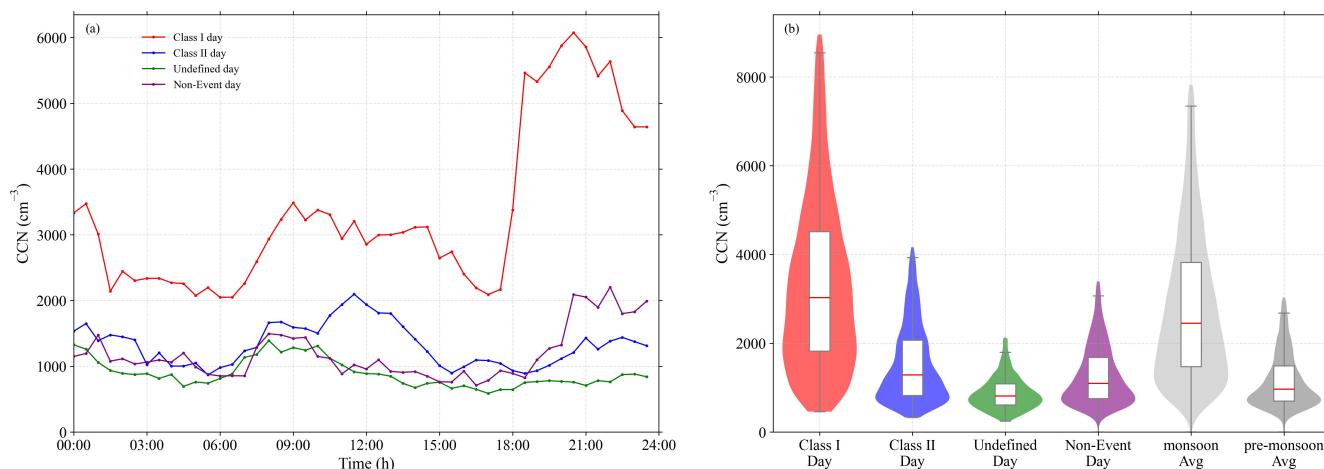 (a)
Class I day
Class II day
Undefined day
Non-Event day
CCN (cm⁻³)
6000
5000
4000
3000
2000
1000
0
00:00 03:00 06:00 09:00 12:00 15:00 18:00 21:00 24:00
Time (h)
(b)
CCN (cm⁻³)
8000
6000
4000
2000
0
Class I Day
Class II Day
Undefined Day
Non-Event Day
monsoon Avg
pre-monsoon Avg